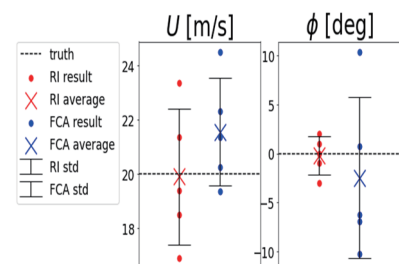 U [m/s]
ϕ [deg]
truth
RI result
RI average
FCA result
FCA average
RI std
FCA std
24
22
20
18
10
5
0
−5
−10